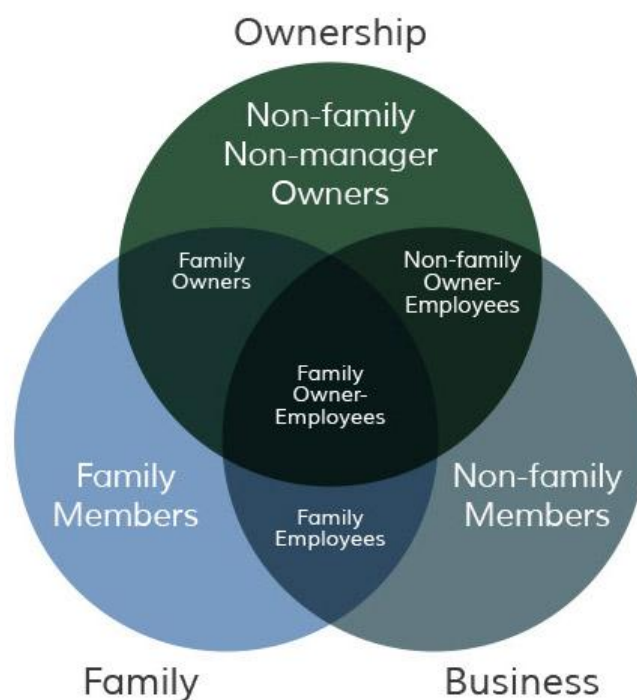 Ownership
Non-family
Non-manager
Owners
Family
Owners
Non-family
Owner-
Employees
Family
Owner-
Employees
Family
Members
Non-family
Members
Family
Employees
Family
Business